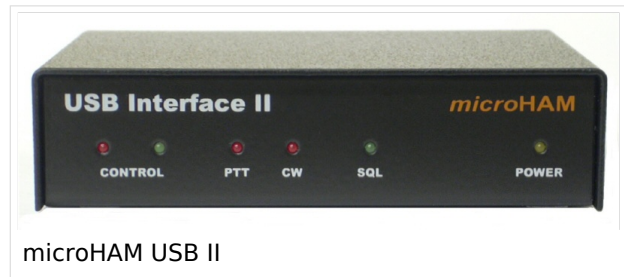 USB Interface II microHAM
CONTROL PTT CW SQL POWER
microHAM USB II